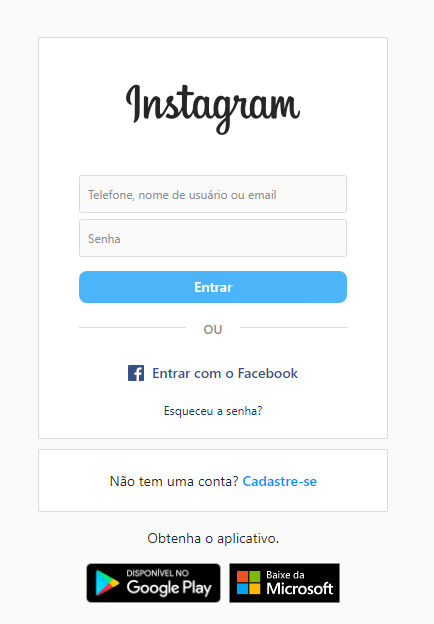 Instagram
Telefone, nome de usuário ou email
Senha
Entrar
OU
Entrar com o Facebook
Esqueceu a senha?
Não tem uma conta? Cadastre-se
Obtenha o aplicativo.
DISPONÍVEL NO
Google Play
Baixe da
Microsoft